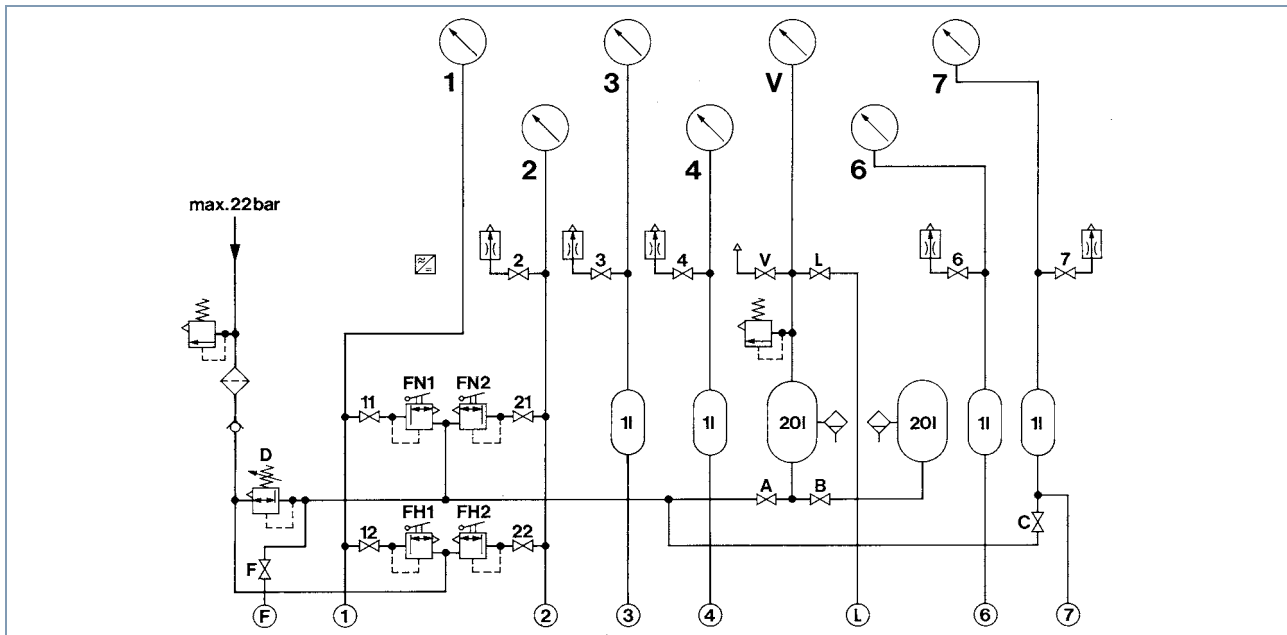 1 3 V 7
2 4 6
max.22bar
2 3 4 V L 6 7
FN1 FN2
11 21
1l 1l 20l 20l 1l 1l
D
A B
FH1 FH2
12 22
C
F
F 1 2 3 4 L 6 7